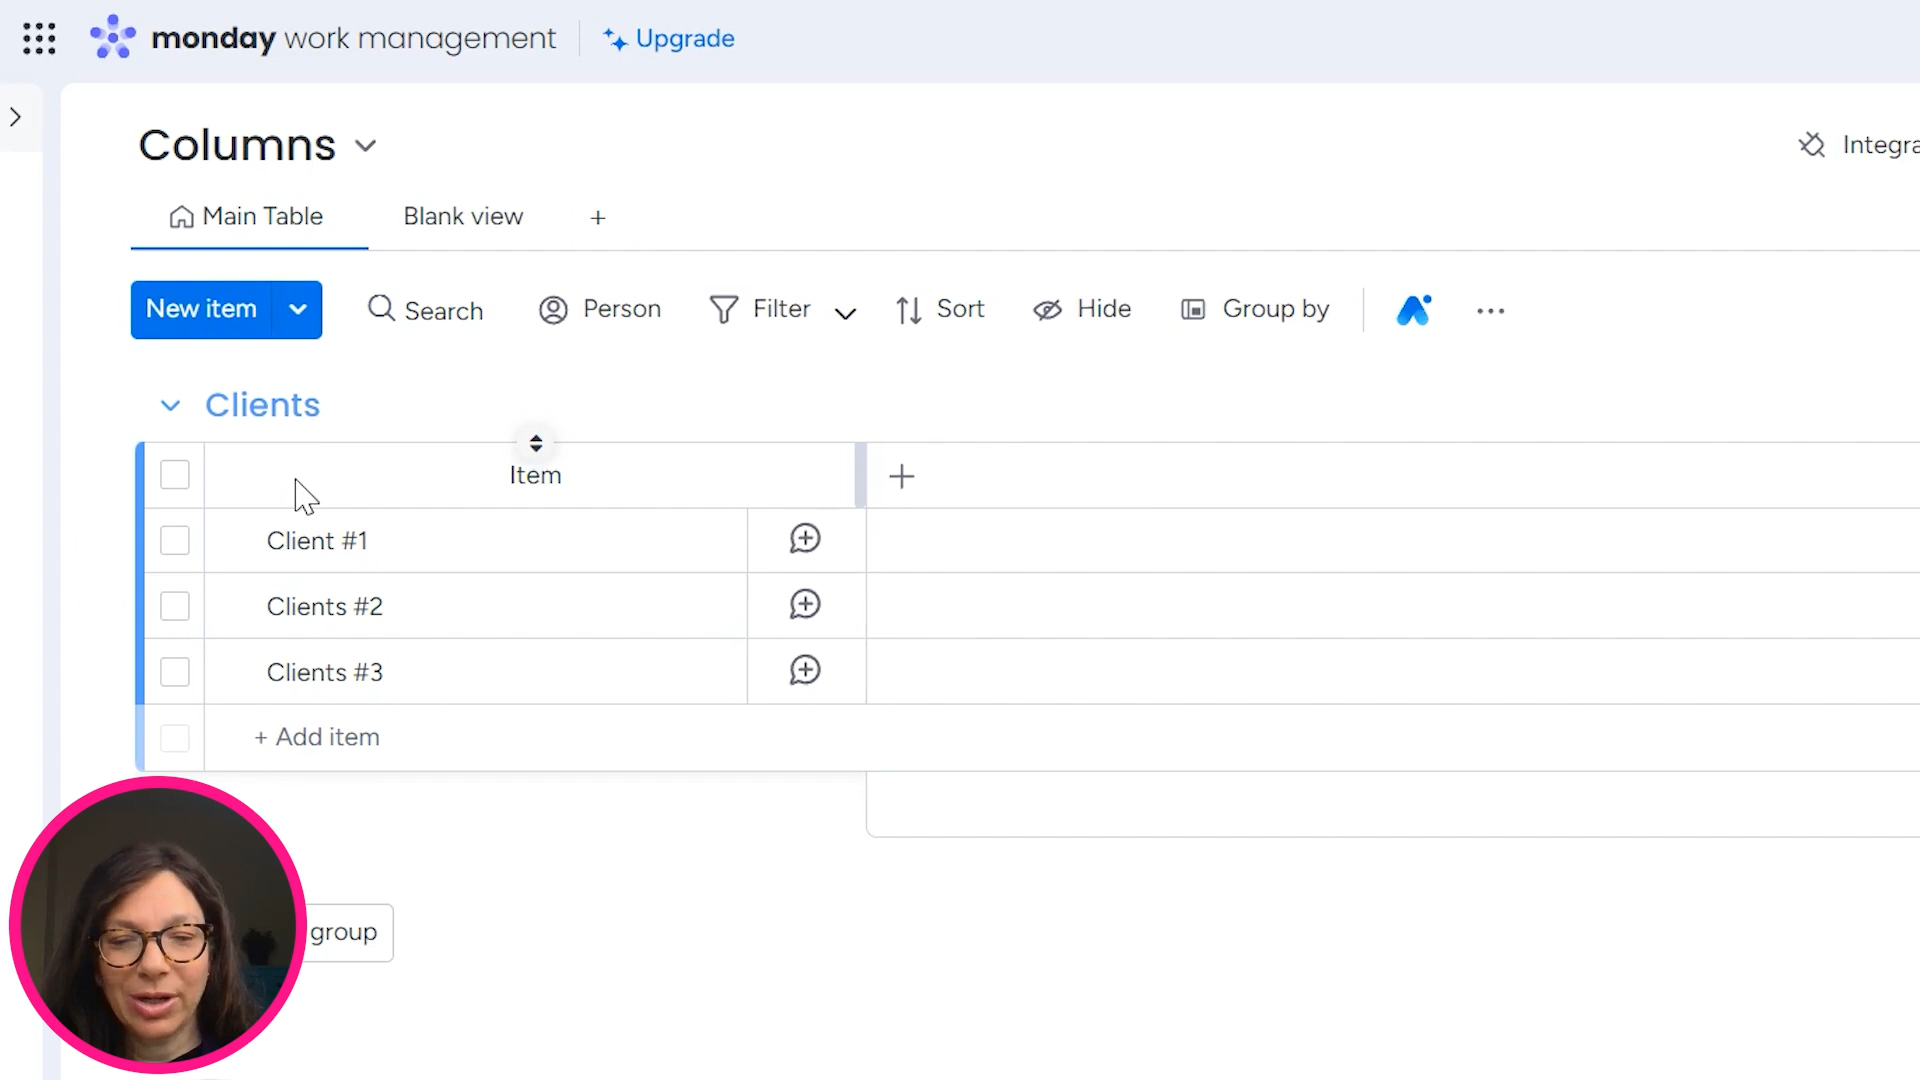 monday work management
Upgrade
Columns
Integra
Main Table
Blank view
+
New item
Search
Person
Filter
Sort
Hide
Group by
Clients
Item
Client #1
Clients #2
Clients #3
+ Add item
group